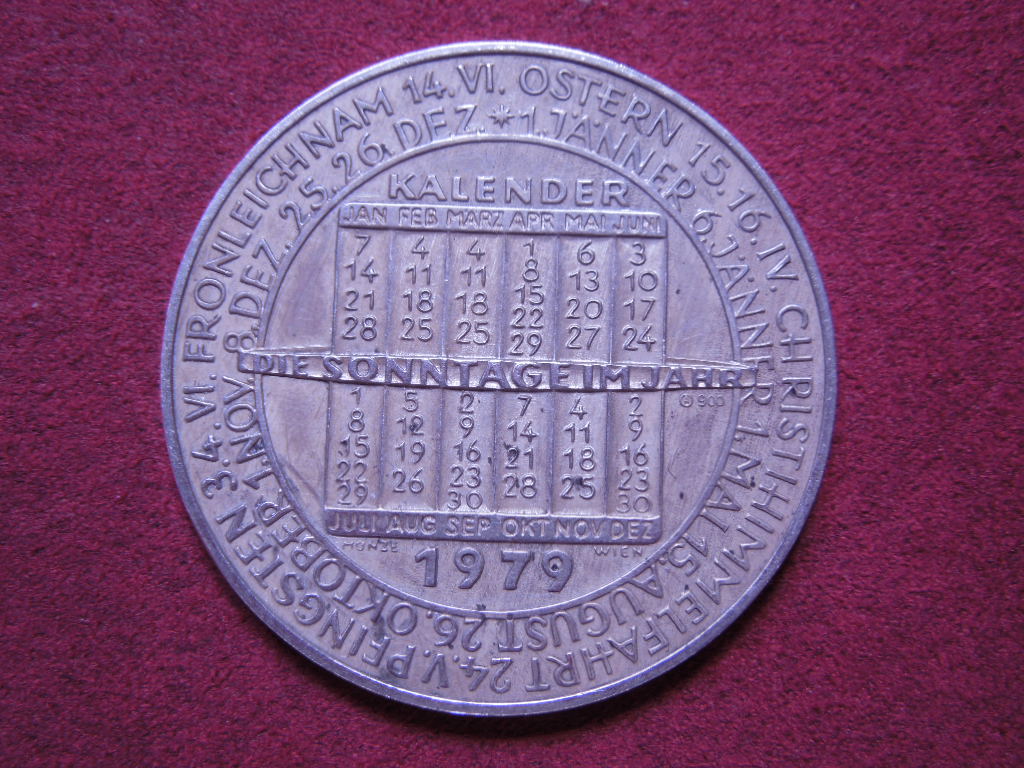 OSTERN 15. 16. IV. CHRISTI HIMMELFAHRT 24. V. PFINGSTEN 3. 4. VI. FRONLEICHNAM 14. VI.
* 1. JÄNNER 6. JÄNNER 1. MAI 15. AUGUST 26. OKTOBER 1. NOV. 8. DEZ. 25. 26. DEZ.
KALENDER
JAN FEB MÄRZ APR MAI JUNI
7 4 4 1 6 3
14 11 11 8 13 10
21 18 18 15 20 17
28 25 25 22 27 24
29
DIE SONNTAGE IM JAHR
1 5 2 7 4 2
8 12 9 14 11 9
15 19 16 21 18 16
22 26 23 28 25 23
29 30 30
900
JULI AUG SEP OKT NOV DEZ
WIEN
1979